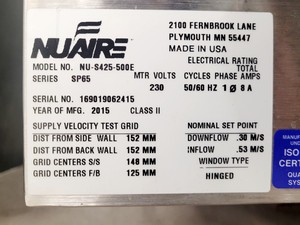 NUAIRE
2100 FERNBROOK LANE
PLYMOUTH MN 55447
MADE IN USA
MODEL NO. NU-S425-500E
ELECTRICAL RATING
SERIES SP65
TOTAL
MTR VOLTS CYCLES PHASE AMPS
230 50/60 HZ 1 Ø 8 A
SERIAL NO. 169019062415
YEAR OF MFG. 2015 CLASS II
SUPPLY VELOCITY TEST GRID
NOMINAL SET POINT
DIST FROM SIDE WALL 152 MM
DOWNFLOW .30 M/S
DIST FROM BACK WALL 152 MM
INFLOW .53 M/S
GRID CENTERS S/S 148 MM
WINDOW TYPE
GRID CENTERS F/B 125 MM
HINGED